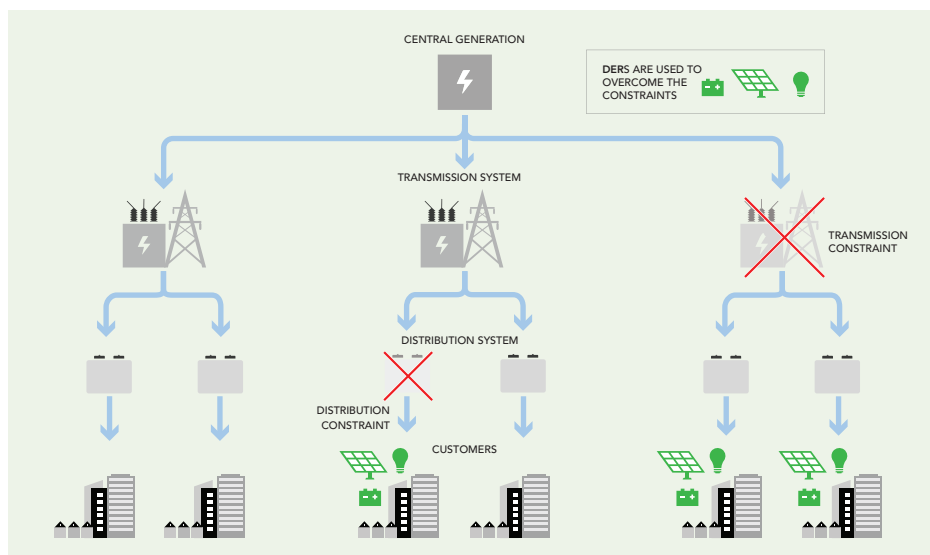 CENTRAL GENERATION
DERS ARE USED TO
OVERCOME THE
CONSTRAINTS
TRANSMISSION SYSTEM
TRANSMISSION
CONSTRAINT
DISTRIBUTION SYSTEM
DISTRIBUTION
CONSTRAINT
CUSTOMERS